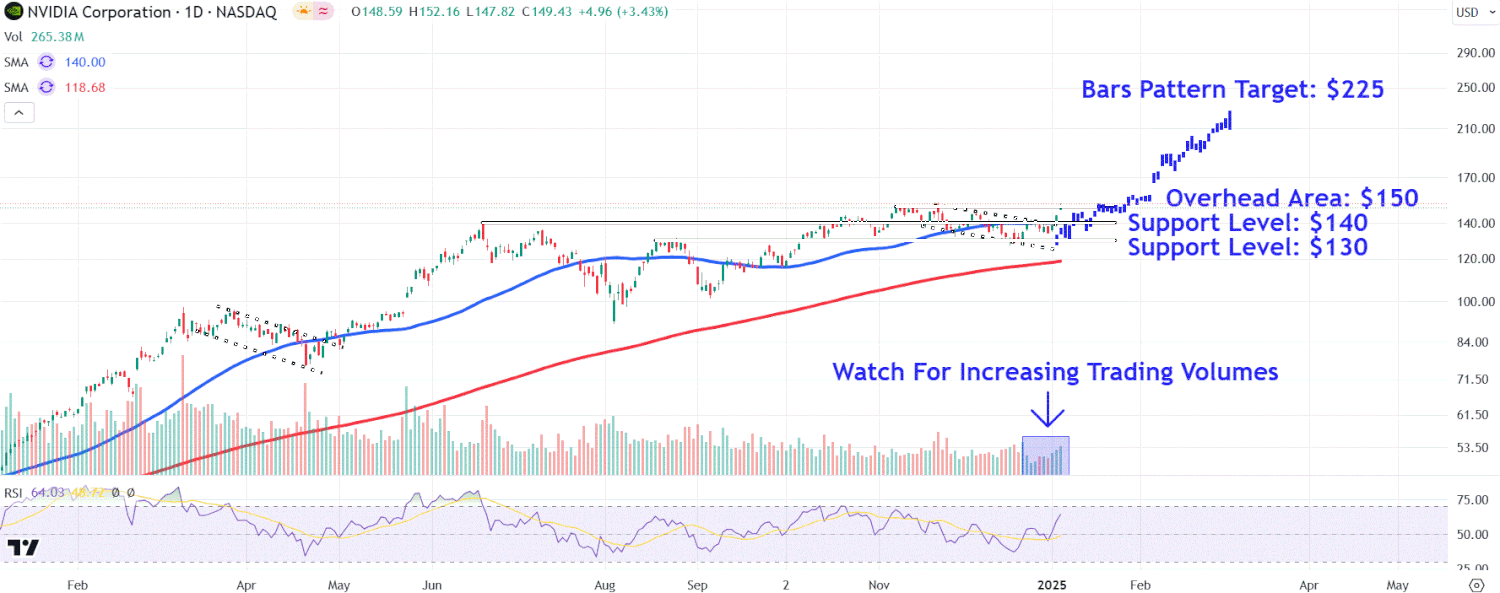 NVIDIA Corporation · 1D · NASDAQ O148.59 H152.16 L147.82 C149.43 +4.96 (+3.43%) USD
Vol 265.38M
SMA 140.00
SMA 118.68
290.00
Bars Pattern Target: $225
250.00
210.00
170.00
Overhead Area: $150
Support Level: $140
140.00
Support Level: $130
120.00
100.00
84.00
Watch For Increasing Trading Volumes
71.50
61.50
53.50
RSI 64.03 48.72 Ø Ø
75.00
50.00
25.00
Feb Apr May Jun Aug Sep 2 Nov 2025 Feb Apr May